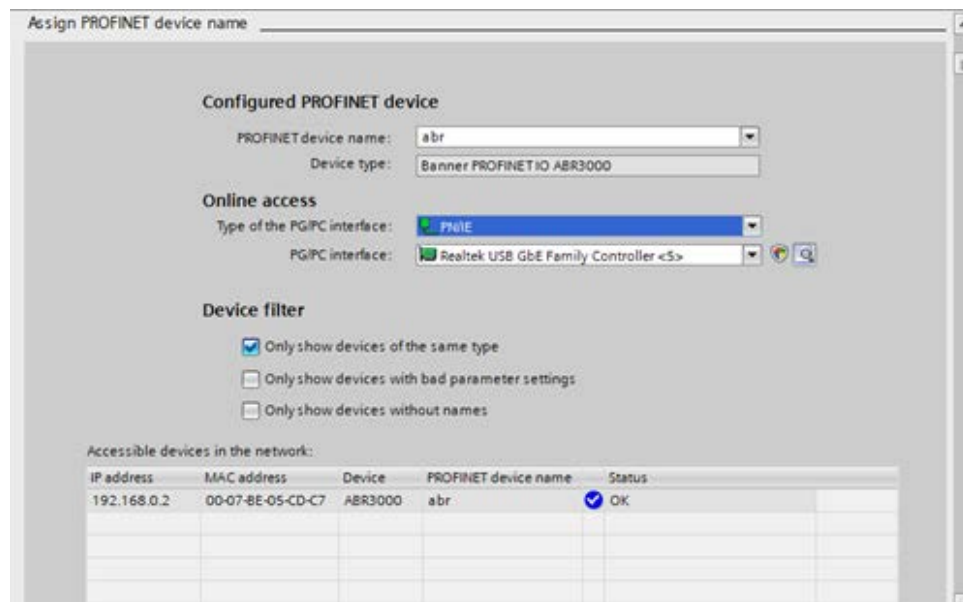 Assign PROFINET device name
Configured PROFINET device
PROFINET device name: abr
Device type: Banner PROFINET IO ABR3000
Online access
Type of the PG/PC interface: PN/IE
PG/PC interface: Realtek USB GbE Family Controller <5>
Device filter
Only show devices of the same type
Only show devices with bad parameter settings
Only show devices without names
Accessible devices in the network:
IP address MAC address Device PROFINET device name Status
192.168.0.2 00-07-BE-05-CD-C7 ABR3000 abr OK